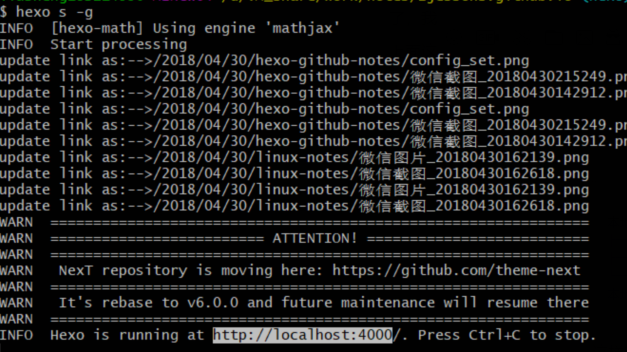 $ hexo s -g
INFO  [hexo-math] Using engine 'mathjax'
INFO  Start processing
update link as:-->/2018/04/30/hexo-github-notes/config_set.png
update link as:-->/2018/04/30/hexo-github-notes/微信截图_20180430215249.pn
update link as:-->/2018/04/30/hexo-github-notes/微信截图_20180430142912.pn
update link as:-->/2018/04/30/hexo-github-notes/config_set.png
update link as:-->/2018/04/30/hexo-github-notes/微信截图_20180430215249.pn
update link as:-->/2018/04/30/hexo-github-notes/微信截图_20180430142912.pn
update link as:-->/2018/04/30/linux-notes/微信图片_20180430162139.png
update link as:-->/2018/04/30/linux-notes/微信截图_20180430162618.png
update link as:-->/2018/04/30/linux-notes/微信图片_20180430162139.png
update link as:-->/2018/04/30/linux-notes/微信截图_20180430162618.png
WARN  ===============================================================
WARN  ========================= ATTENTION! ==========================
WARN  ===============================================================
WARN   NexT repository is moving here: https://github.com/theme-next
WARN  ===============================================================
WARN   It's rebase to v6.0.0 and future maintenance will resume there
WARN  ===============================================================
INFO  Hexo is running at http://localhost:4000/. Press Ctrl+C to stop.